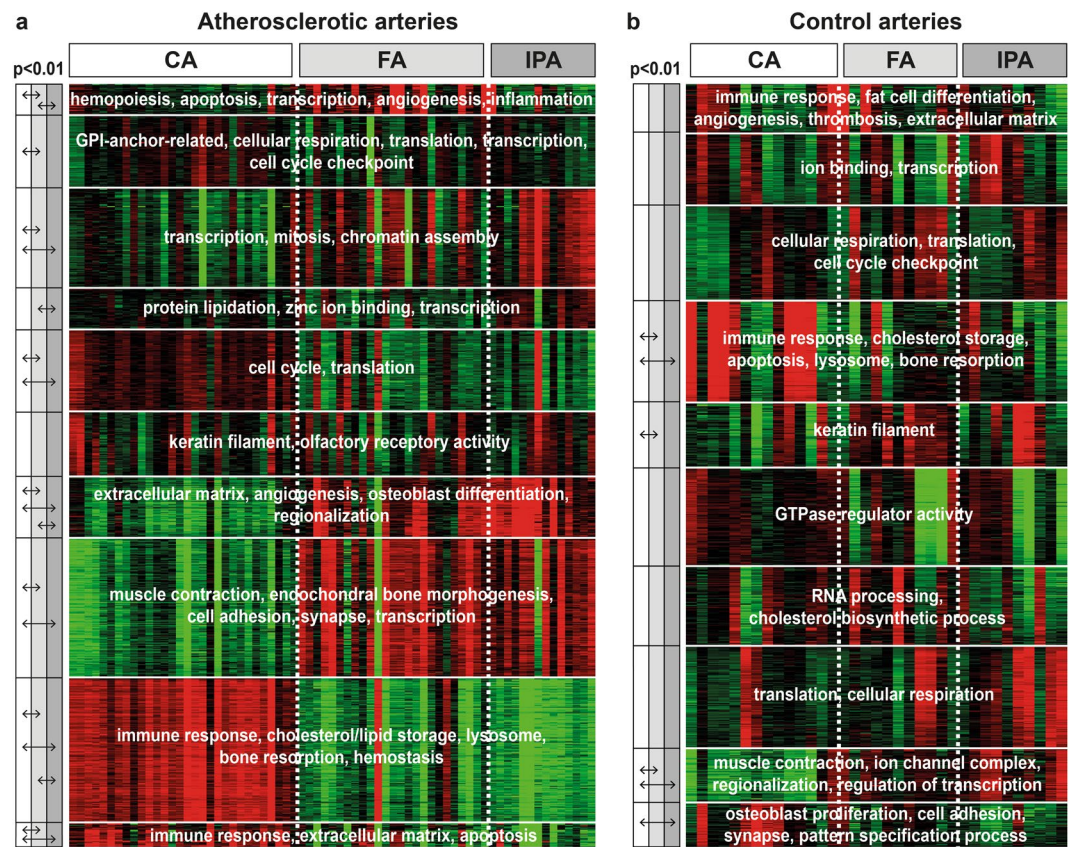 a
Atherosclerotic arteries
p<0.01
CA
FA
IPA
hemopoiesis, apoptosis, transcription, angiogenesis, inflammation
GPI-anchor-related, cellular respiration, translation, transcription,
cell cycle checkpoint
transcription, mitosis, chromatin assembly
protein lipidation, zinc ion binding, transcription
cell cycle, translation
keratin filament, olfactory receptory activity
extracellular matrix, angiogenesis, osteoblast differentiation,
regionalization
muscle contraction, endochondral bone morphogenesis,
cell adhesion, synapse, transcription
immune response, cholesterol/lipid storage, lysosome,
bone resorption, hemostasis
immune response, extracellular matrix, apoptosis
b
Control arteries
p<0.01
CA
FA
IPA
immune response, fat cell differentiation,
angiogenesis, thrombosis, extracellular matrix
ion binding, transcription
cellular respiration, translation,
cell cycle checkpoint
immune response, cholesterol storage,
apoptosis, lysosome, bone resorption
keratin filament
GTPase regulator activity
RNA processing,
cholesterol biosynthetic process
translation, cellular respiration
muscle contraction, ion channel complex,
regionalization, regulation of transcription
osteoblast proliferation, cell adhesion,
synapse, pattern specification process